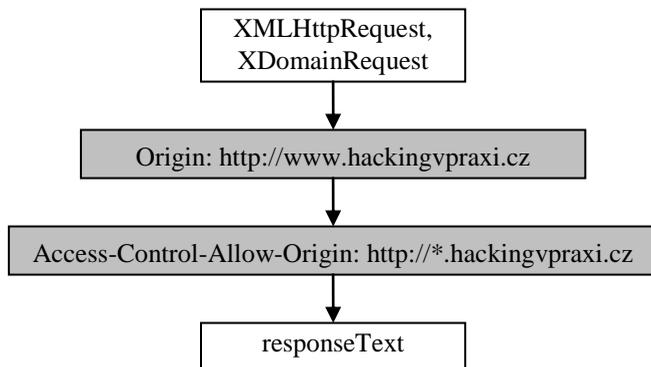 XMLHttpRequest,
XDomainRequest
Origin: http://www.hackingvpraxi.cz
Access-Control-Allow-Origin: http://*.hackingvpraxi.cz
responseText